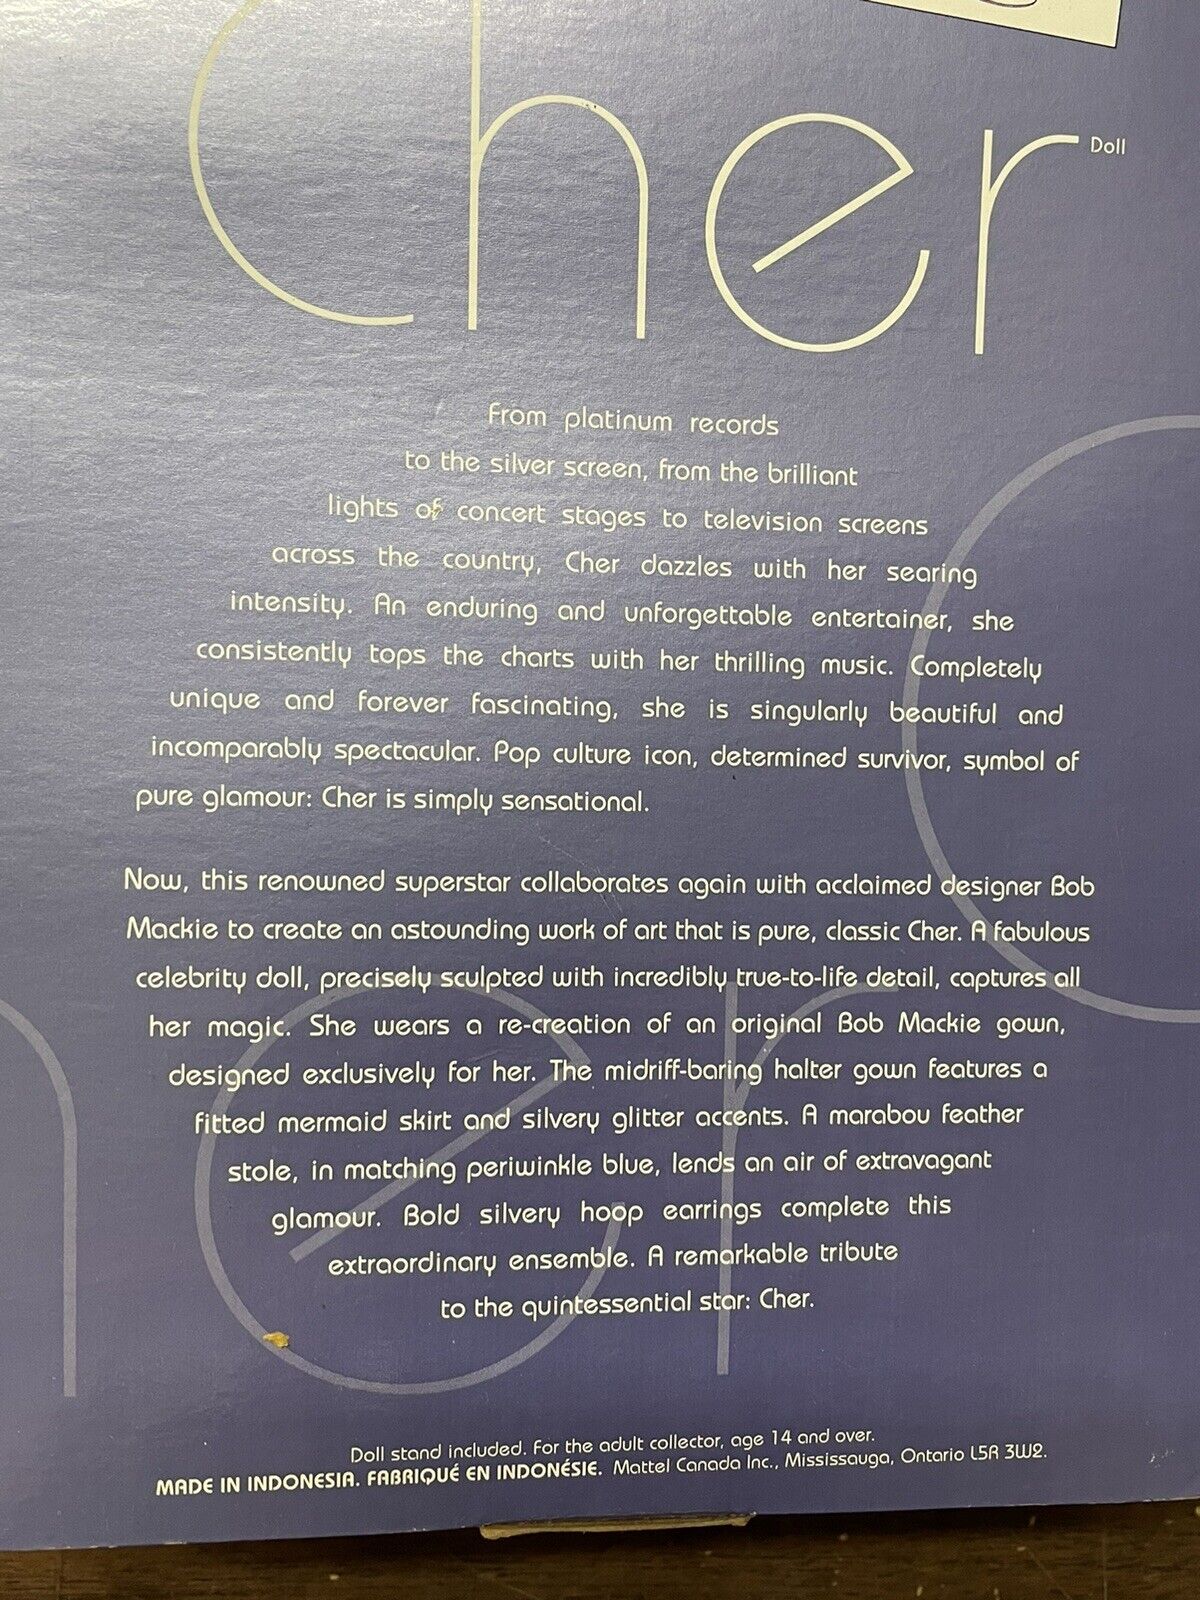 Cher Doll
From platinum records
to the silver screen, from the brilliant
lights of concert stages to television screens
across the country, Cher dazzles with her searing
intensity. An enduring and unforgettable entertainer, she
consistently tops the charts with her thrilling music. Completely
unique and forever fascinating, she is singularly beautiful and
incomparably spectacular. Pop culture icon, determined survivor, symbol of
pure glamour: Cher is simply sensational.
Now, this renowned superstar collaborates again with acclaimed designer Bob
Mackie to create an astounding work of art that is pure, classic Cher. A fabulous
celebrity doll, precisely sculpted with incredibly true-to-life detail, captures all
her magic. She wears a re-creation of an original Bob Mackie gown,
designed exclusively for her. The midriff-baring halter gown features a
fitted mermaid skirt and silvery glitter accents. A marabou feather
stole, in matching periwinkle blue, lends an air of extravagant
glamour. Bold silvery hoop earrings complete this
extraordinary ensemble. A remarkable tribute
to the quintessential star: Cher.
Doll stand included. For the adult collector, age 14 and over.
MADE IN INDONESIA. FABRIQUÉ EN INDONÉSIE. Mattel Canada Inc., Mississauga, Ontario L5R 3W2.